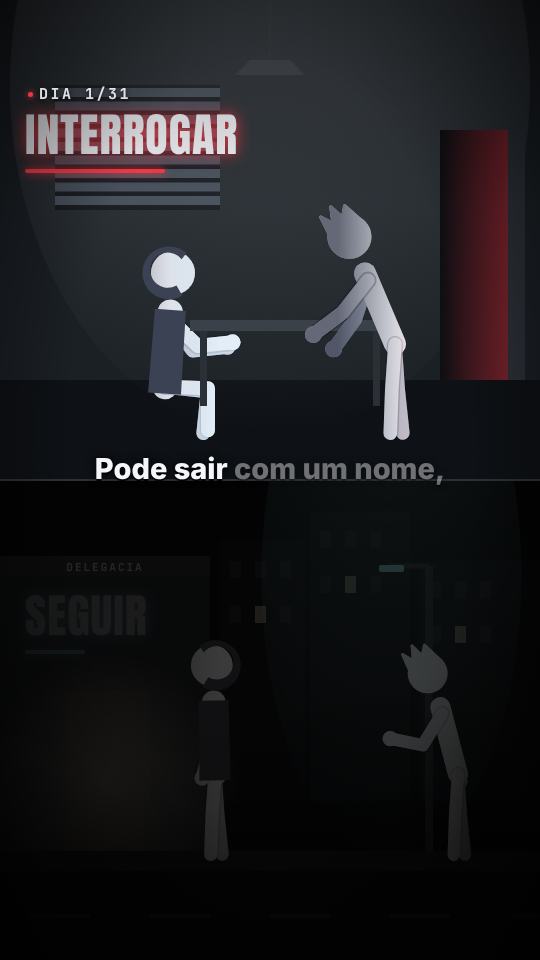 DIA 1/31
INTERROGAR
Pode sair com um nome,
DELEGACIA
SEGUIR